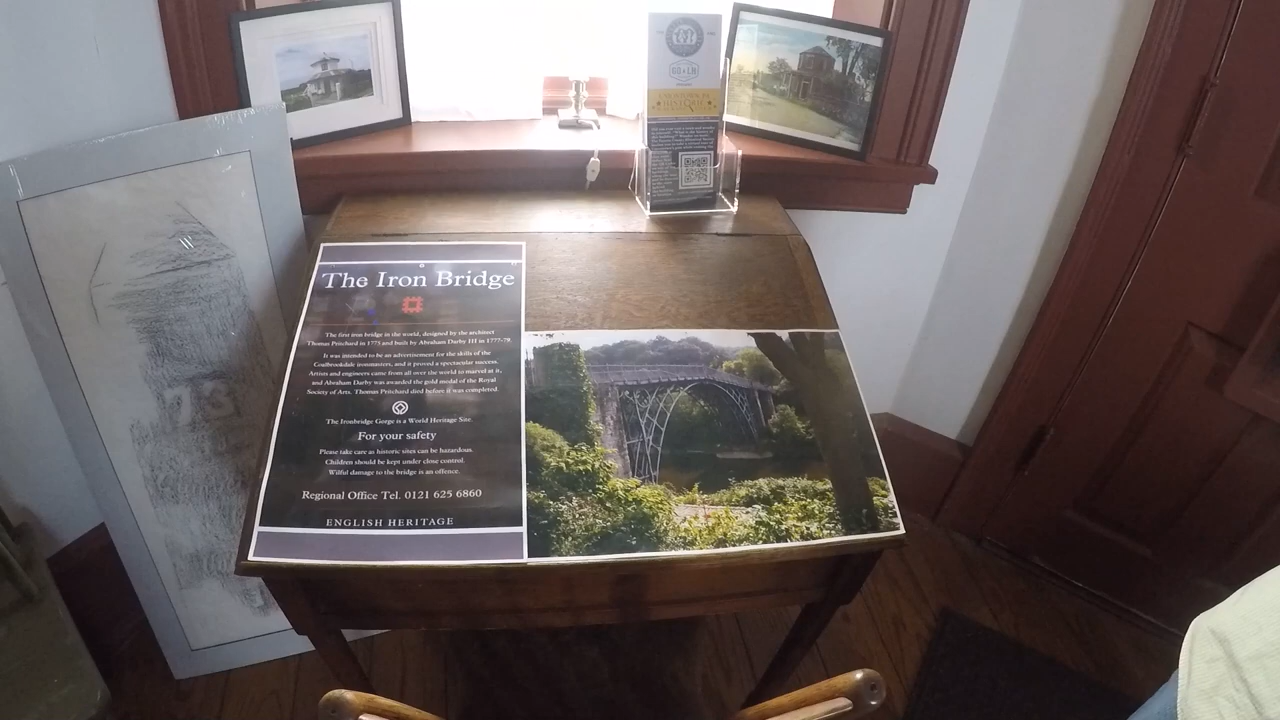 GO▸LH
HISTORIC
The Iron Bridge
The first iron bridge in the world, designed by the architect
Thomas Pritchard in 1775 and built by Abraham Darby III in 1777-79.
It was intended to be an advertisement for the skills of the
Coalbrookdale ironmasters, and it proved a spectacular success.
Artists and engineers came from all over the world to marvel at it,
and Abraham Darby was awarded the gold medal of the Royal
Society of Arts. Thomas Pritchard died before it was completed.
The Ironbridge Gorge is a World Heritage Site.
For your safety
Please take care as historic sites can be hazardous.
Children should be kept under close control.
Wilful damage to the bridge is an offence.
Regional Office Tel. 0121 625 6860
ENGLISH HERITAGE